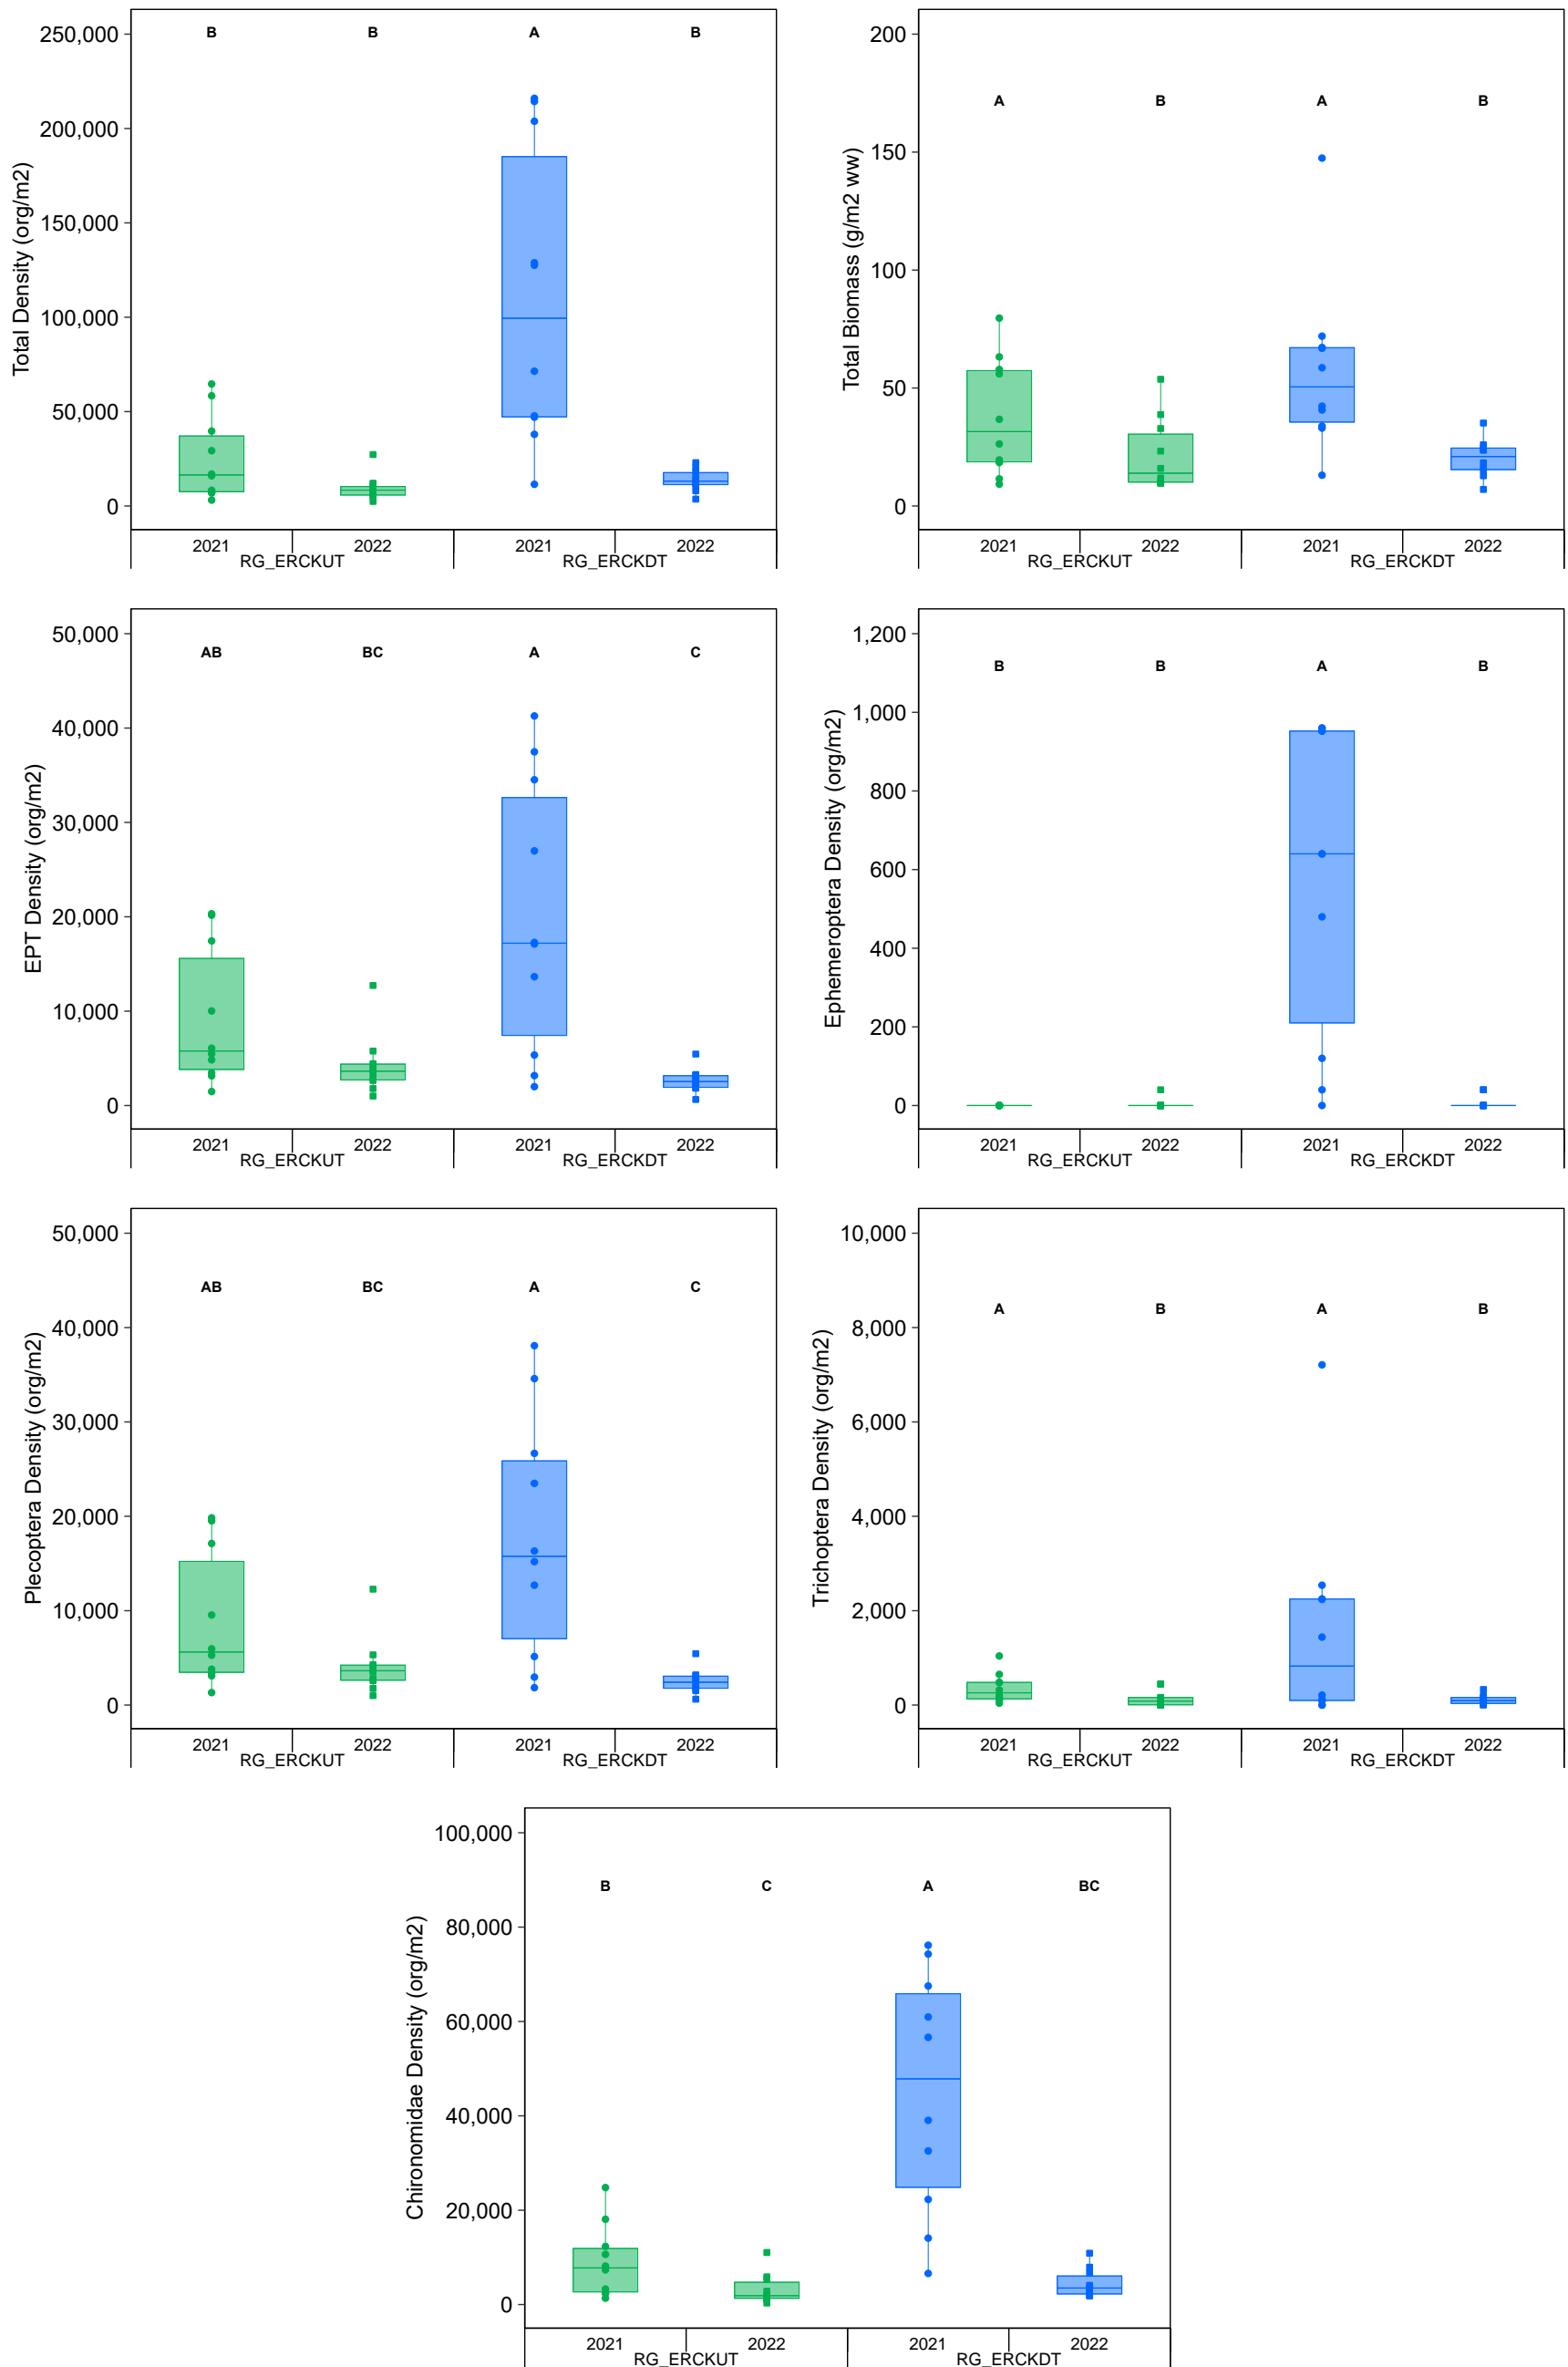 Total Density (org/m2)
250,000
200,000
150,000
100,000
50,000
0
B B A B
2021 2022 2021 2022
RG_ERCKUT RG_ERCKDT
Total Biomass (g/m2 ww)
200
150
100
50
0
A B A B
2021 2022 2021 2022
RG_ERCKUT RG_ERCKDT
EPT Density (org/m2)
50,000
40,000
30,000
20,000
10,000
0
AB BC A C
2021 2022 2021 2022
RG_ERCKUT RG_ERCKDT
Ephemeroptera Density (org/m2)
1,200
1,000
800
600
400
200
0
B B A B
2021 2022 2021 2022
RG_ERCKUT RG_ERCKDT
Plecoptera Density (org/m2)
50,000
40,000
30,000
20,000
10,000
0
AB BC A C
2021 2022 2021 2022
RG_ERCKUT RG_ERCKDT
Trichoptera Density (org/m2)
10,000
8,000
6,000
4,000
2,000
0
A B A B
2021 2022 2021 2022
RG_ERCKUT RG_ERCKDT
Chironomidae Density (org/m2)
100,000
80,000
60,000
40,000
20,000
0
B C A BC
2021 2022 2021 2022
RG_ERCKUT RG_ERCKDT